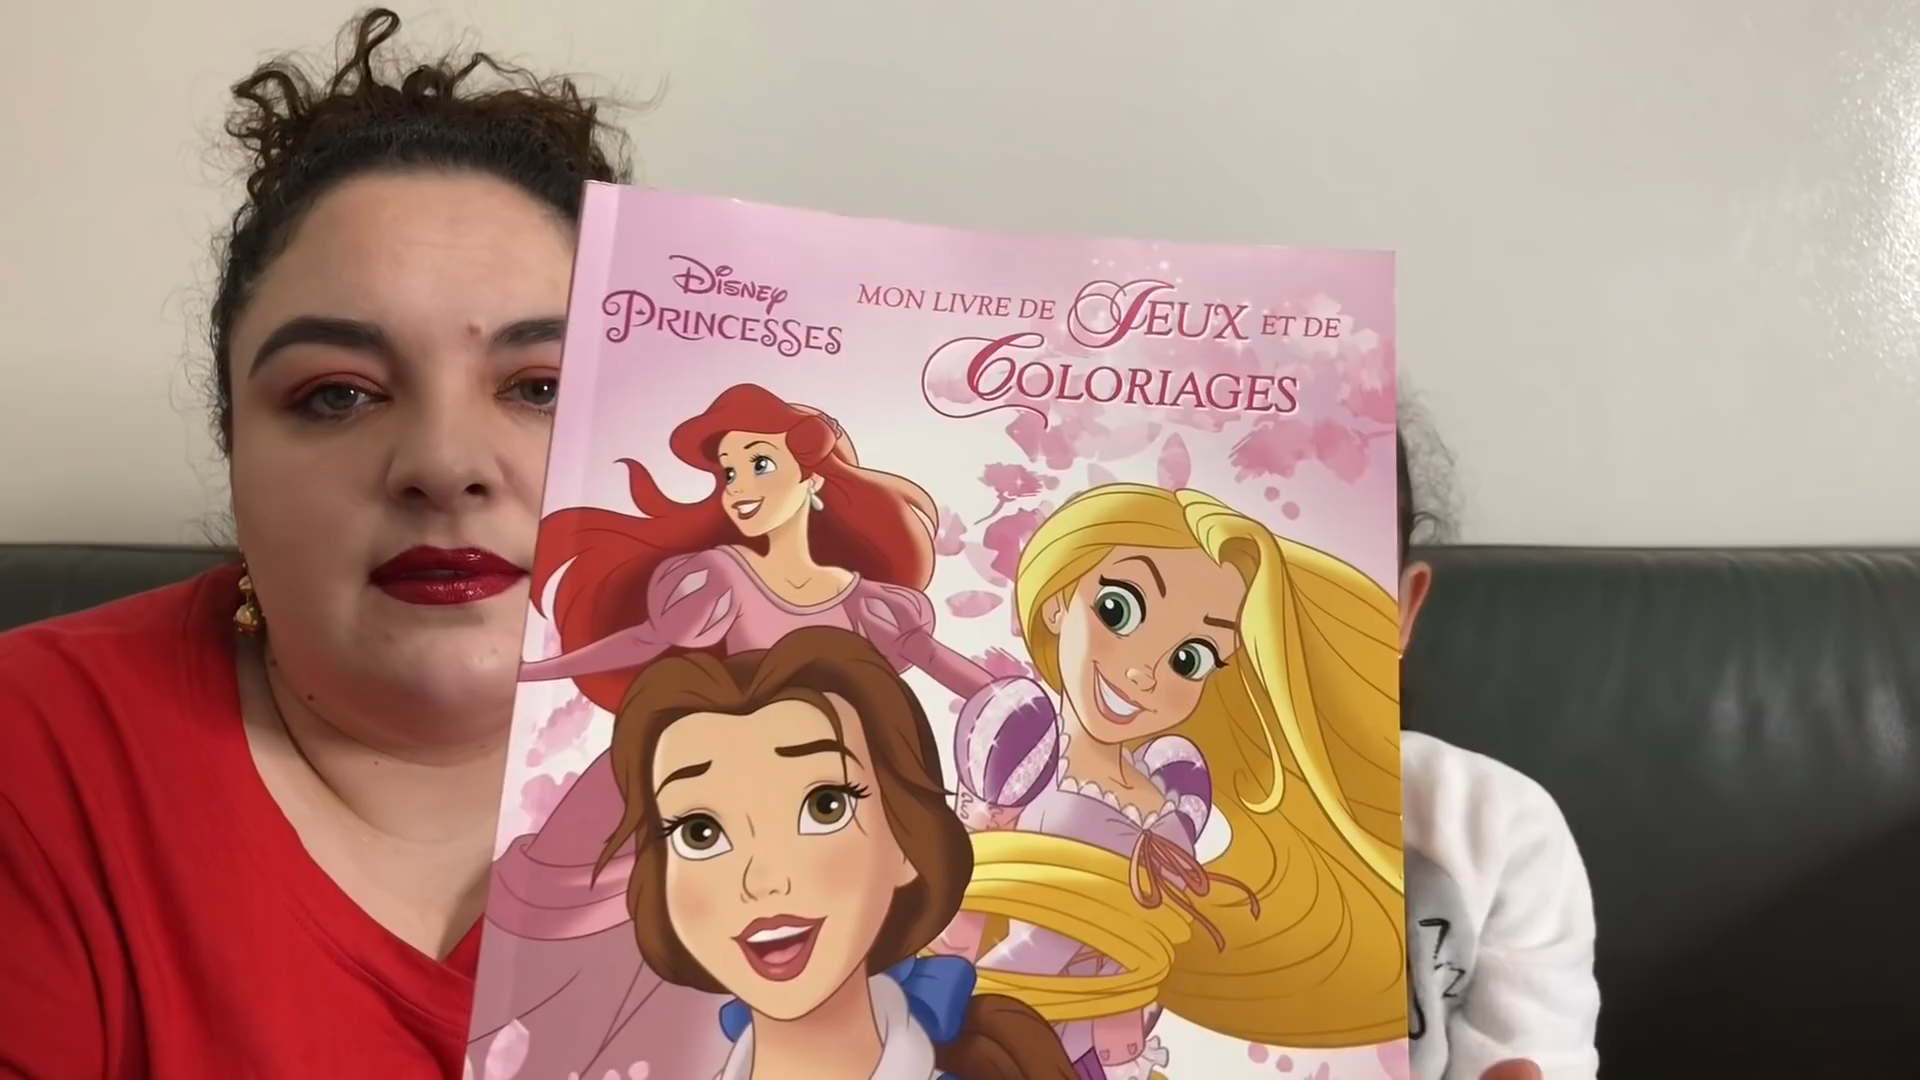 Disney
PRINCESSES
MON LIVRE DE JEUX ET DE
COLORIAGES